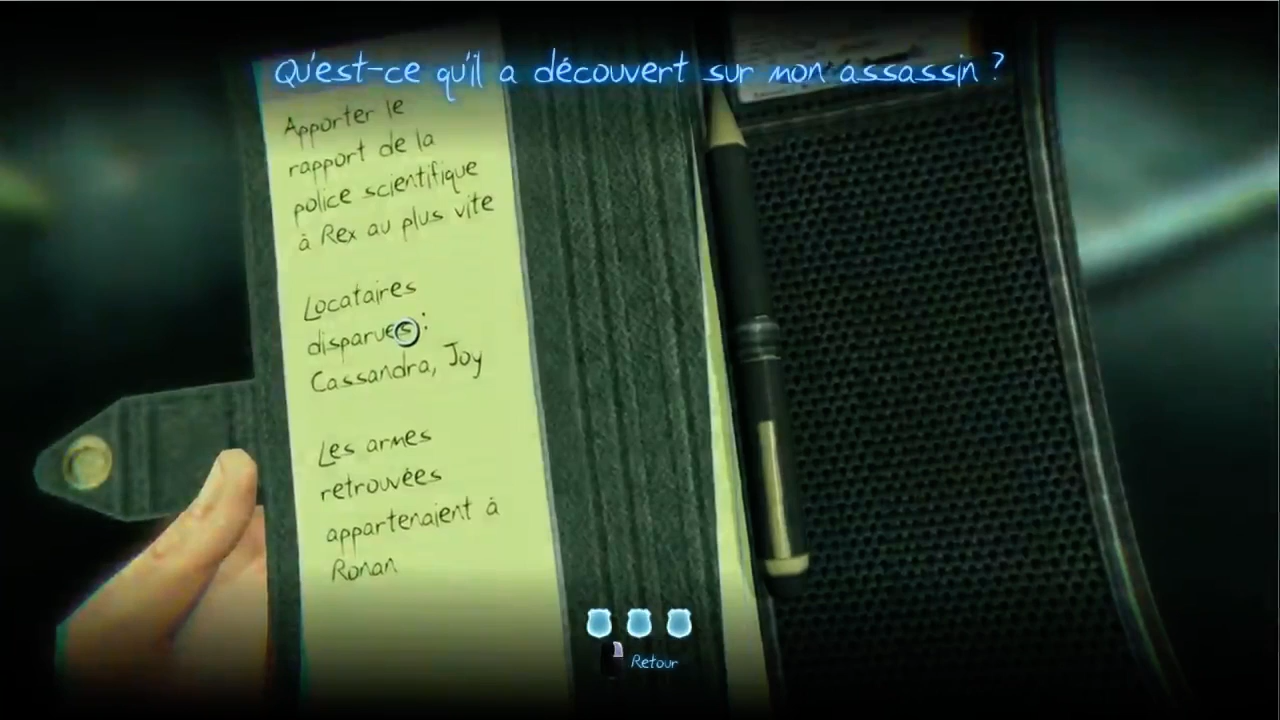 Qu'est-ce qu'il a découvert sur mon assassin ?
Apporter le
rapport de la
police scientifique
à Rex au plus vite
Locataires
disparues :
Cassandra, Joy
Les armes
retrouvées
appartenaient à
Ronan
Retour